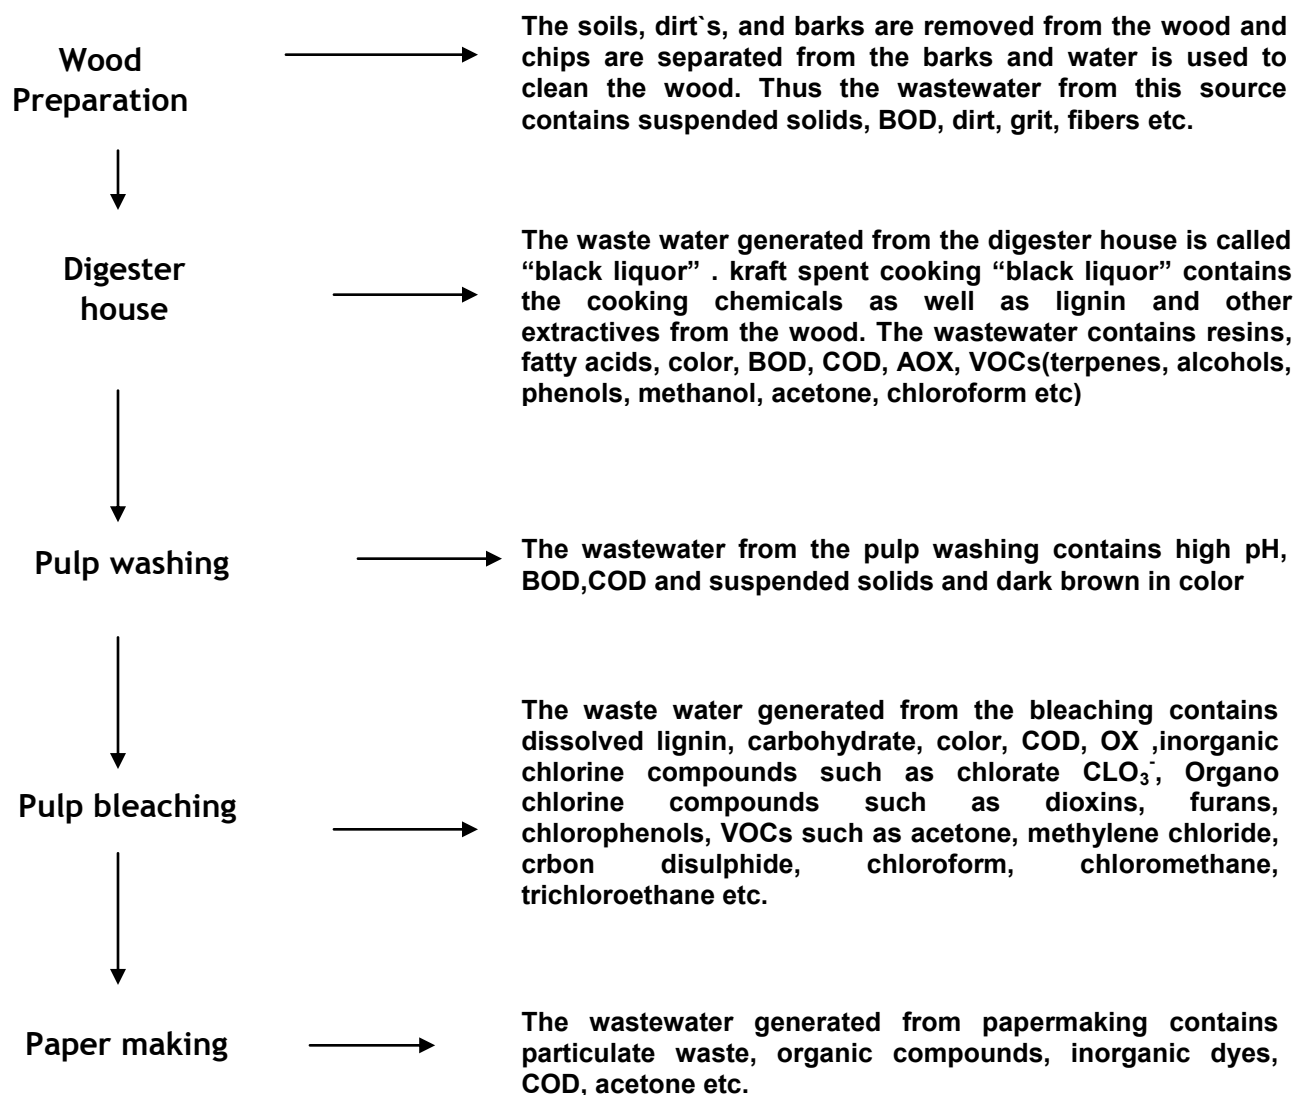 Wood
Preparation
The soils, dirt`s, and barks are removed from the wood and
chips are separated from the barks and water is used to
clean the wood. Thus the wastewater from this source
contains suspended solids, BOD, dirt, grit, fibers etc.
Digester
house
The waste water generated from the digester house is called
“black liquor” . kraft spent cooking “black liquor” contains
the cooking chemicals as well as lignin and other
extractives from the wood. The wastewater contains resins,
fatty acids, color, BOD, COD, AOX, VOCs(terpenes, alcohols,
phenols, methanol, acetone, chloroform etc)
Pulp washing
The wastewater from the pulp washing contains high pH,
BOD,COD and suspended solids and dark brown in color
Pulp bleaching
The waste water generated from the bleaching contains
dissolved lignin, carbohydrate, color, COD, OX ,inorganic
chlorine compounds such as chlorate CLO₃⁻, Organo
chlorine compounds such as dioxins, furans,
chlorophenols, VOCs such as acetone, methylene chloride,
crbon disulphide, chloroform, chloromethane,
trichloroethane etc.
Paper making
The wastewater generated from papermaking contains
particulate waste, organic compounds, inorganic dyes,
COD, acetone etc.